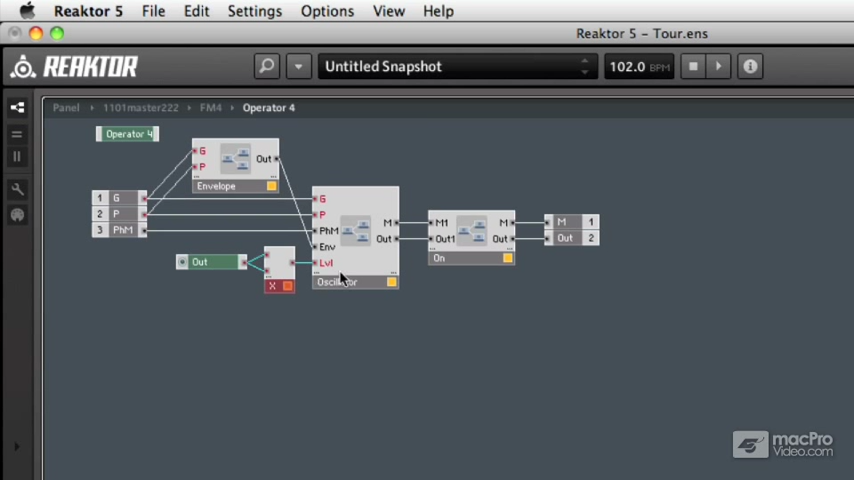 Reaktor 5 File Edit Settings Options View Help
Reaktor 5 - Tour.ens
REAKTOR Untitled Snapshot 102.0 BPM
Panel 1101master222 FM4 Operator 4
Operator 4
G Out
P
Envelope
1 G G
2 P P
3 PhM PhM M M1 M M 1
Env Out Out1 Out Out 2
Out Lvl On
X Oscillator
macPro
Video.com